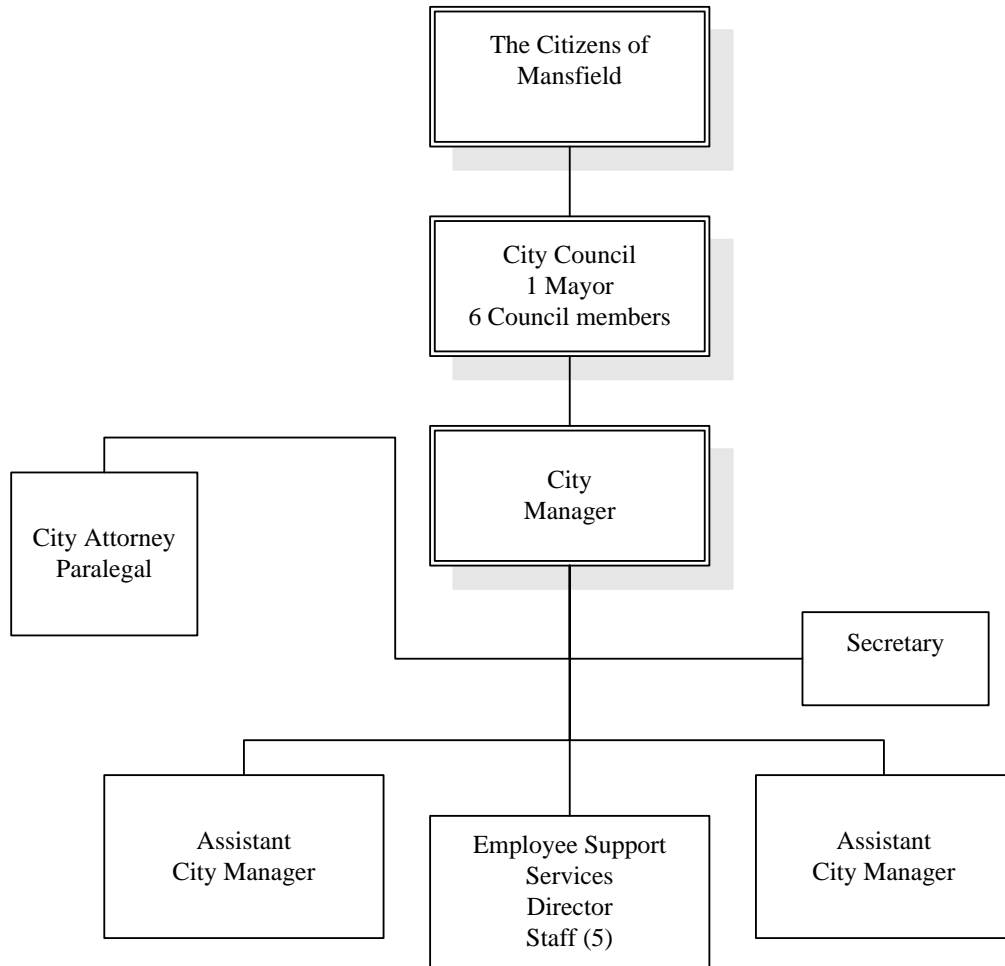 The Citizens of
Mansfield
City Council
1 Mayor
6 Council members
City
Manager
City Attorney
Paralegal
Secretary
Assistant
City Manager
Employee Support
Services
Director
Staff (5)
Assistant
City Manager